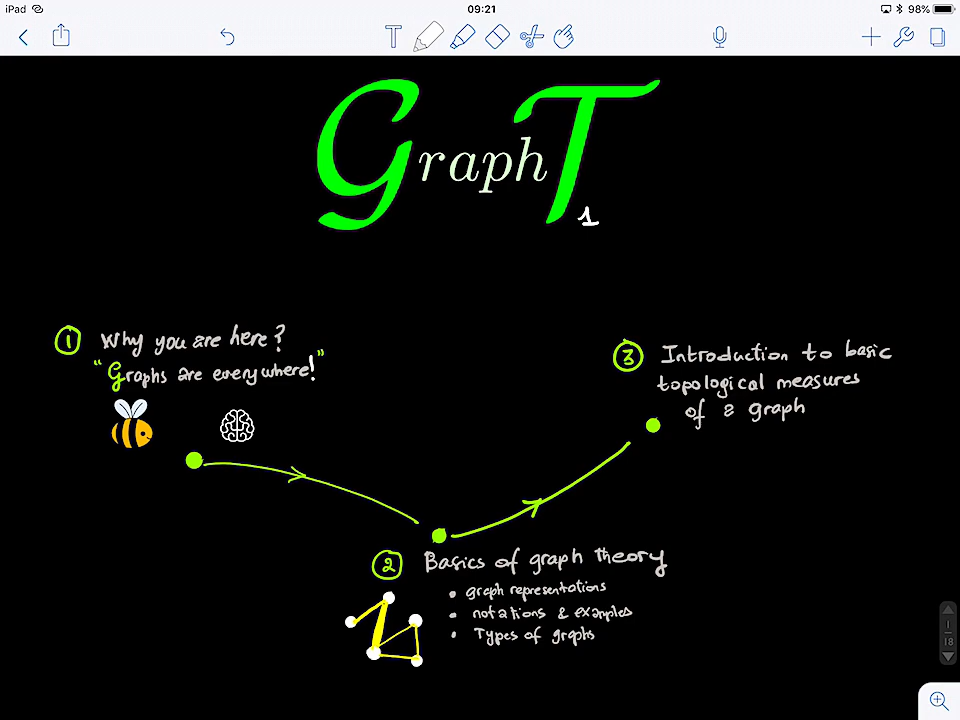 iPad
09:21
98%
T
GraphT
1
① Why you are here?
"Graphs are everywhere!"
③ Introduction to basic
topological measures
of a graph
② Basics of graph theory
• graph representations
• notations & examples
• Types of graphs
1
18